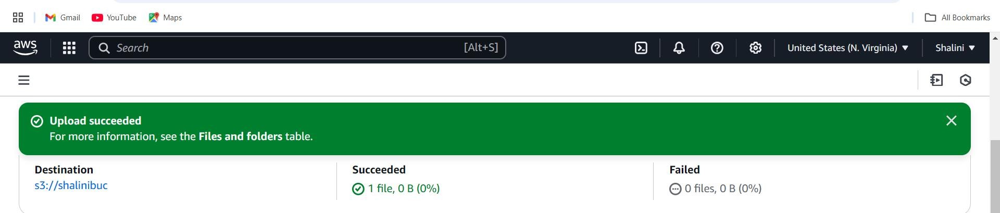 Gmail
YouTube
Maps
All Bookmarks
aws
Search
[Alt+S]
United States (N. Virginia)
Shalini
Upload succeeded
For more information, see the Files and folders table.
Destination
s3://shalinibuc
Succeeded
1 file, 0 B (0%)
Failed
0 files, 0 B (0%)